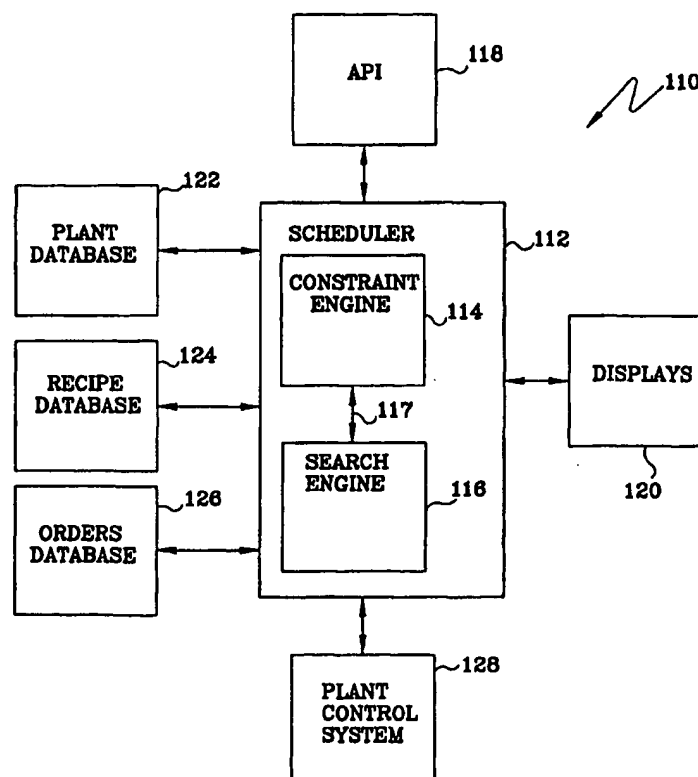 API
118
110
122
PLANT
DATABASE
SCHEDULER
112
CONSTRAINT
ENGINE
114
124
RECIPE
DATABASE
117
DISPLAYS
120
SEARCH
ENGINE
116
126
ORDERS
DATABASE
128
PLANT
CONTROL
SYSTEM